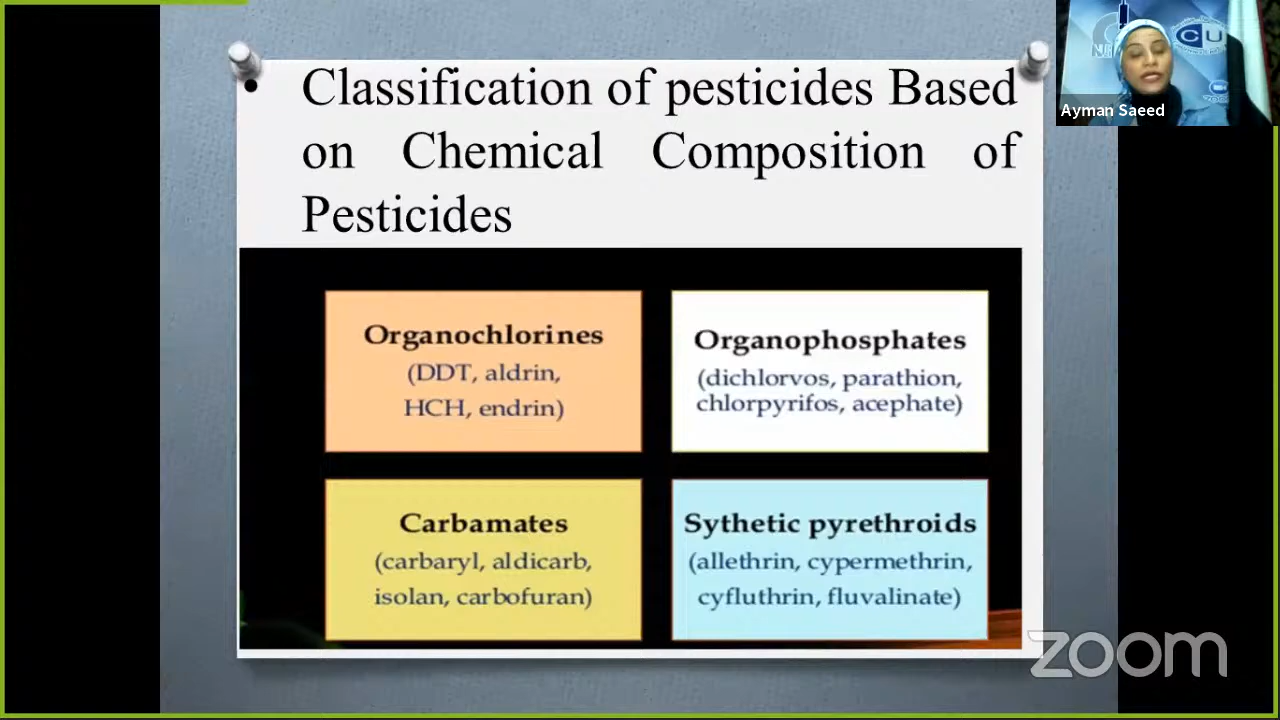 • Classification of pesticides Based
on Chemical Composition of
Pesticides
Organochlorines
(DDT, aldrin,
HCH, endrin)
Organophosphates
(dichlorvos, parathion,
chlorpyrifos, acephate)
Carbamates
(carbaryl, aldicarb,
isolan, carbofuran)
Sythetic pyrethroids
(allethrin, cypermethrin,
cyfluthrin, fluvalinate)
CU
Ayman Saeed
zoom